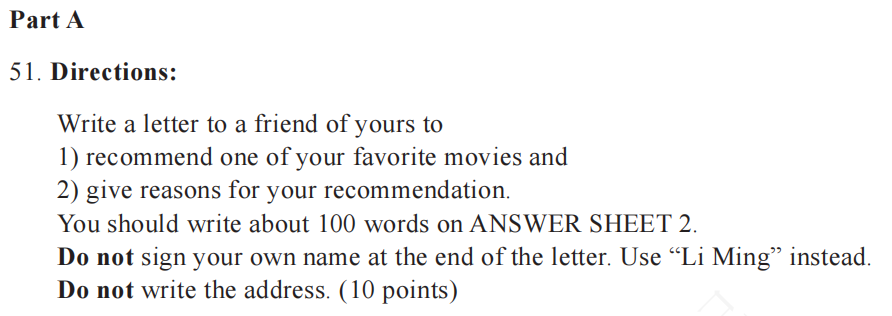 Part A
51. Directions:
Write a letter to a friend of yours to
1) recommend one of your favorite movies and
2) give reasons for your recommendation.
You should write about 100 words on ANSWER SHEET 2.
Do not sign your own name at the end of the letter. Use “Li Ming” instead.
Do not write the address. (10 points)